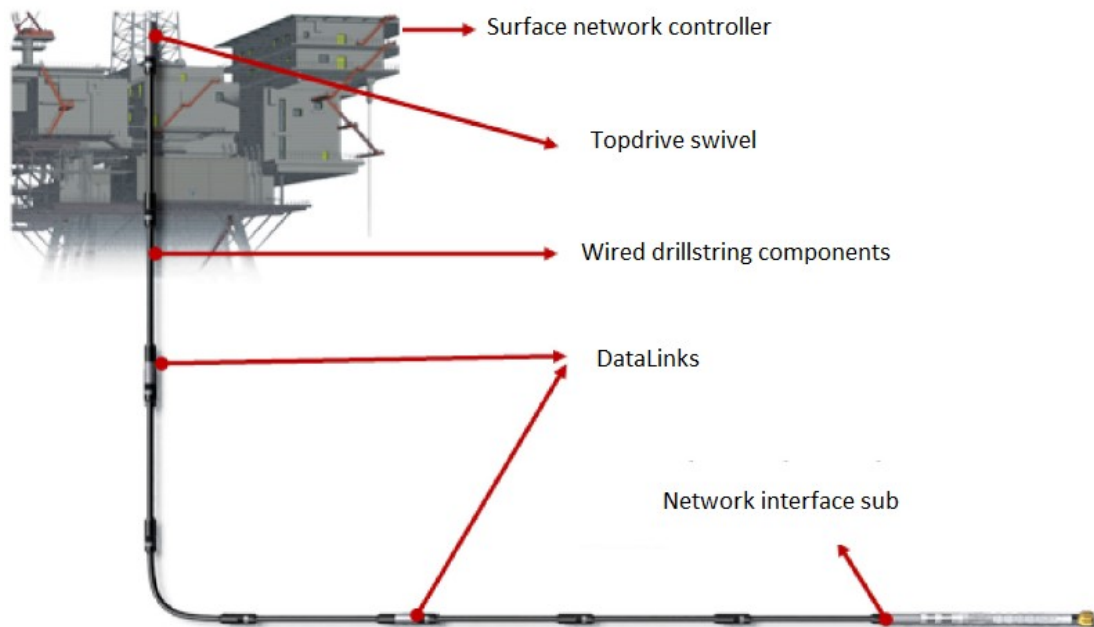 Surface network controller
Topdrive swivel
Wired drillstring components
DataLinks
Network interface sub